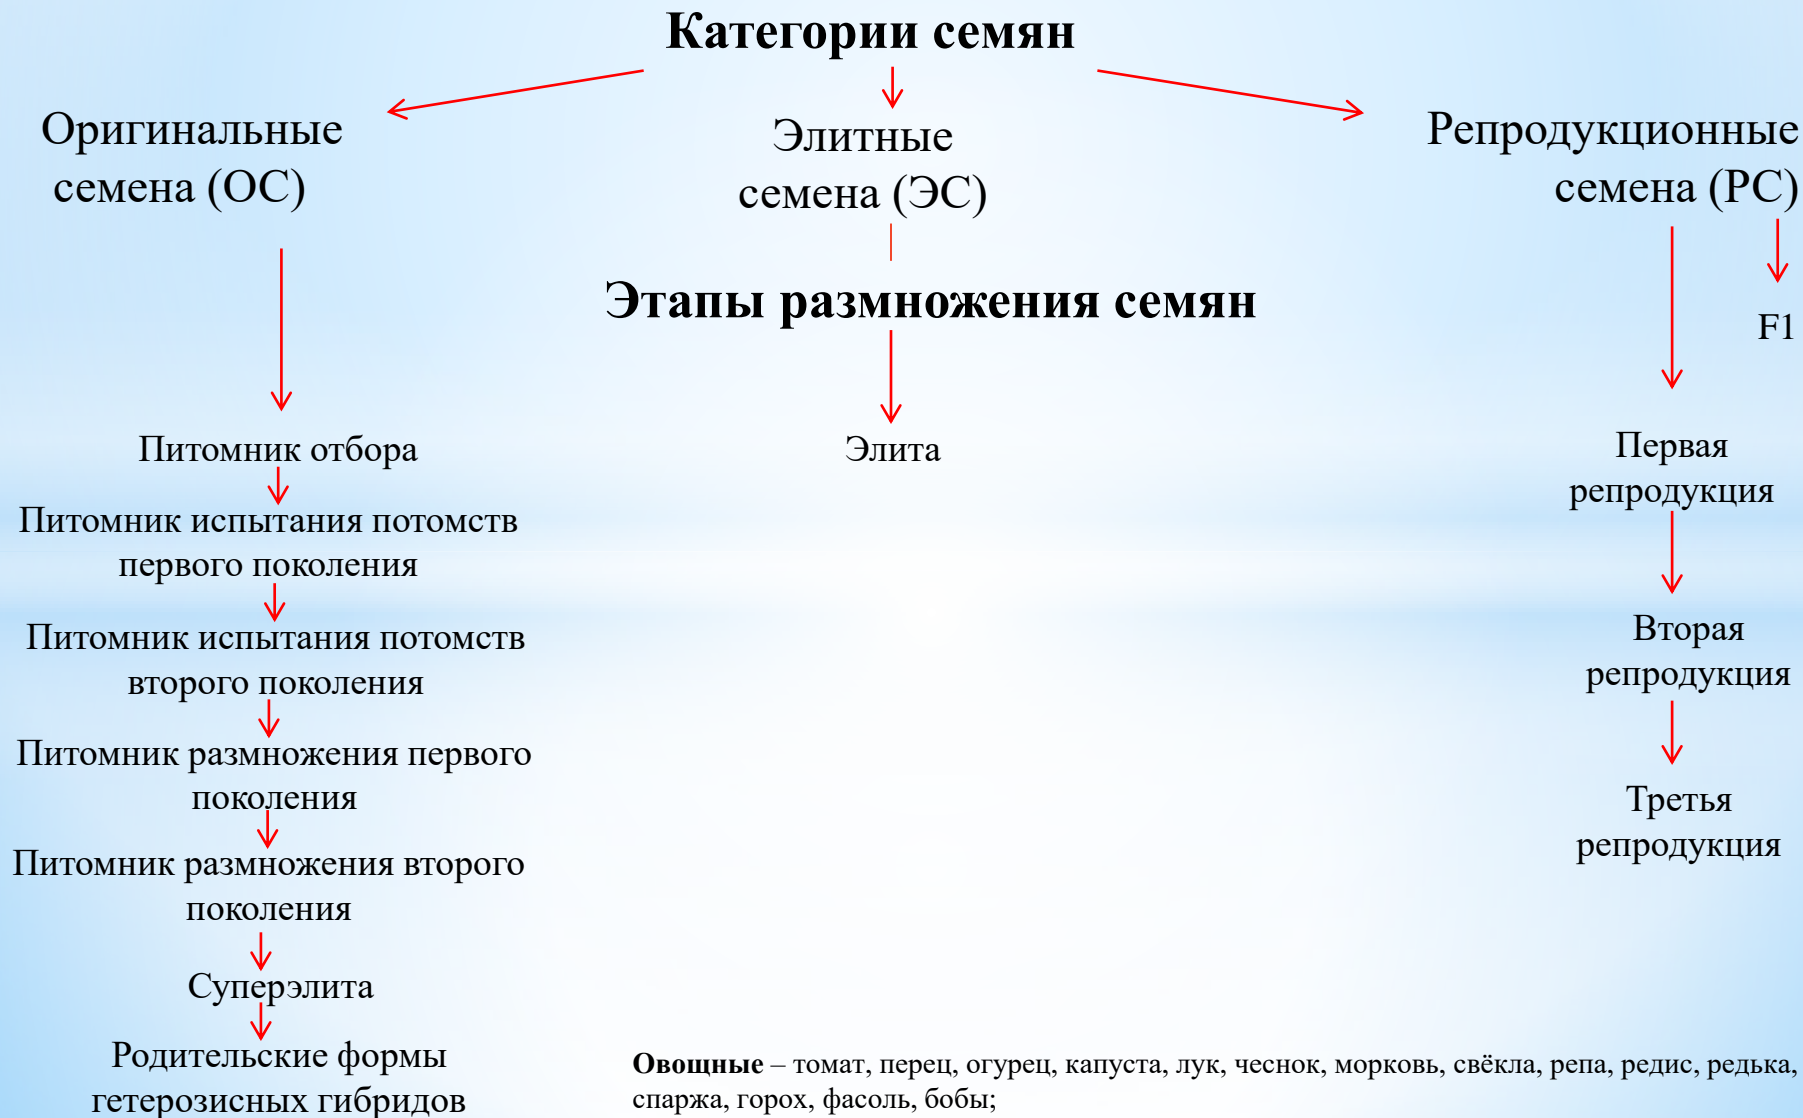 Категории семян
Оригинальные
семена (ОС)
Элитные
семена (ЭС)
Репродукционные
семена (РС)
Этапы размножения семян
F1
Питомник отбора
Питомник испытания потомств
первого поколения
Питомник испытания потомств
второго поколения
Питомник размножения первого
поколения
Питомник размножения второго
поколения
Суперэлита
Родительские формы
гетерозисных гибридов
Элита
Первая
репродукция
Вторая
репродукция
Третья
репродукция
Овощные – томат, перец, огурец, капуста, лук, чеснок, морковь, свёкла, репа, редис, редька,
спаржа, горох, фасоль, бобы;